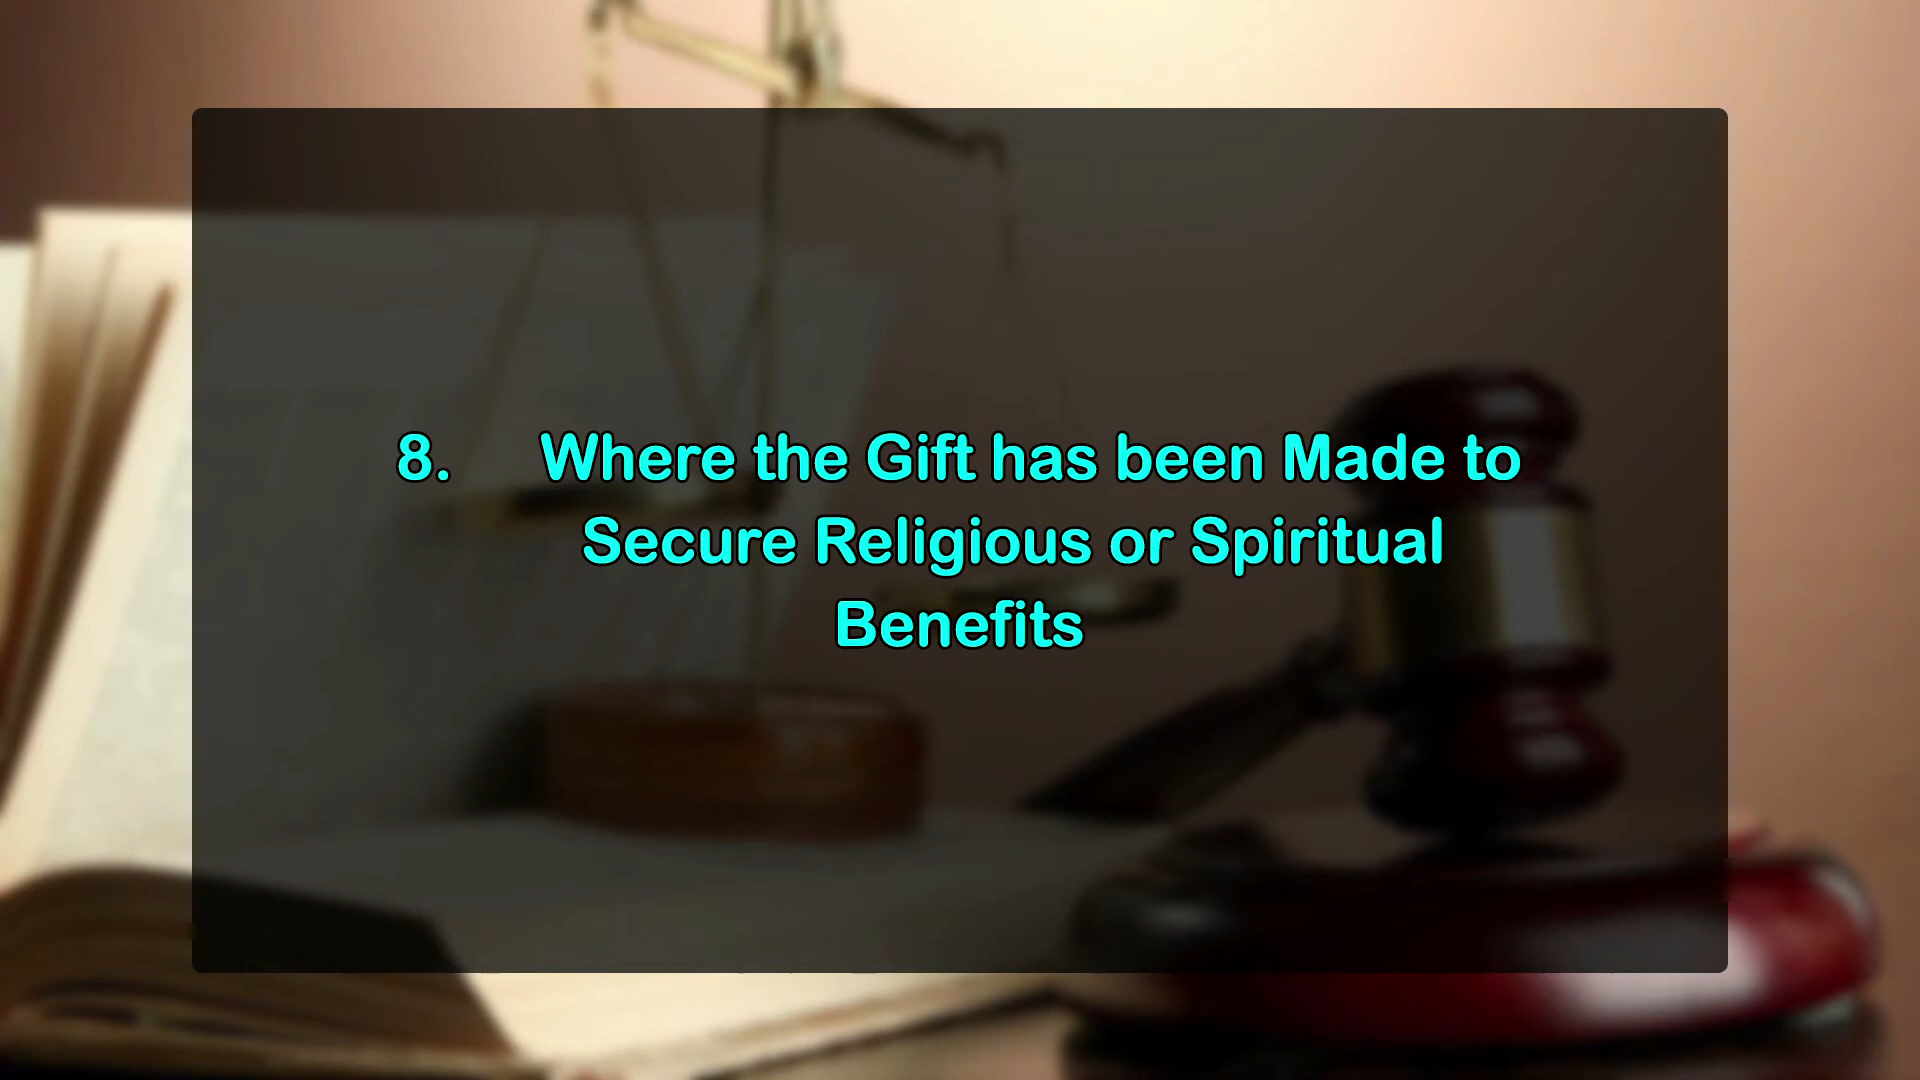 8. Where the Gift has been Made to
Secure Religious or Spiritual
Benefits